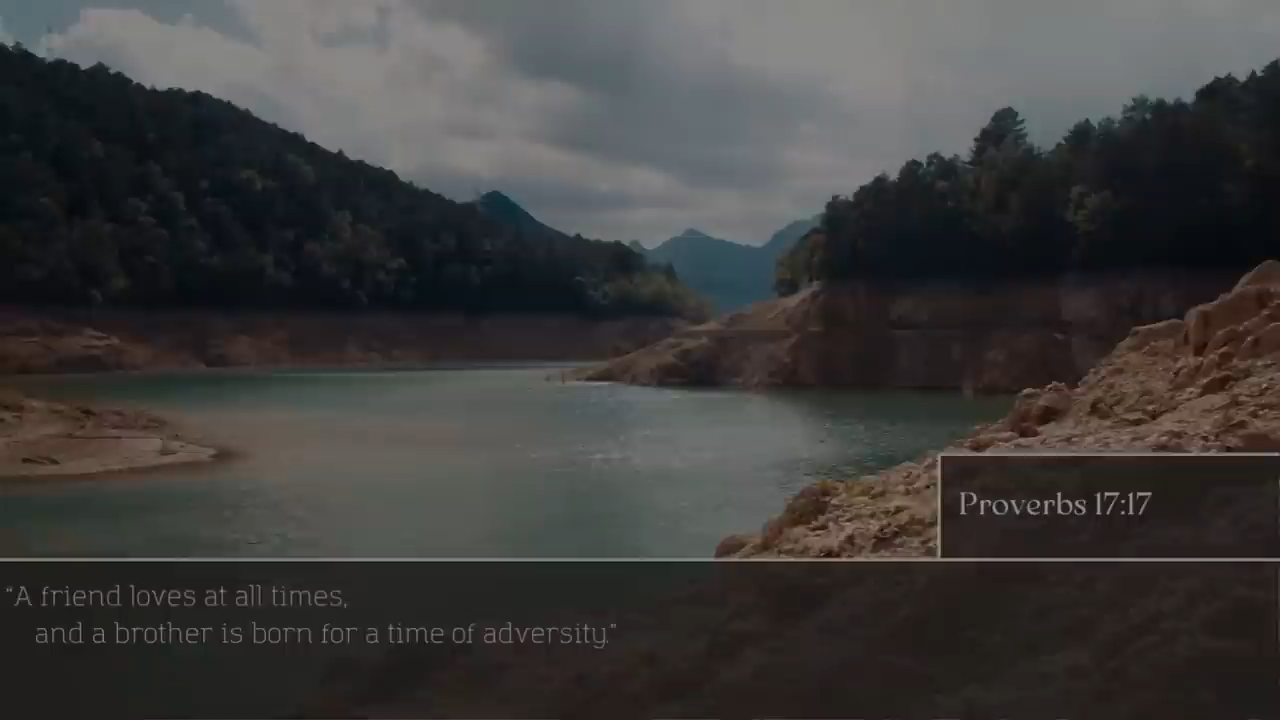 Proverbs 17:17
“A friend loves at all times,
and a brother is born for a time of adversity.”